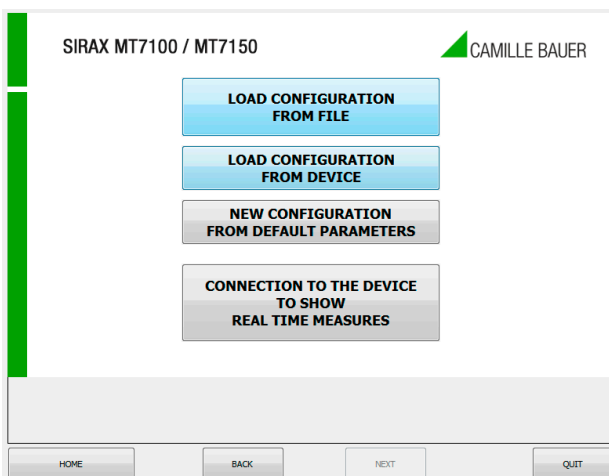 SIRAX MT7100 / MT7150
CAMILLE BAUER
LOAD CONFIGURATION
FROM FILE
LOAD CONFIGURATION
FROM DEVICE
NEW CONFIGURATION
FROM DEFAULT PARAMETERS
CONNECTION TO THE DEVICE
TO SHOW
REAL TIME MEASURES
HOME
BACK
NEXT
QUIT